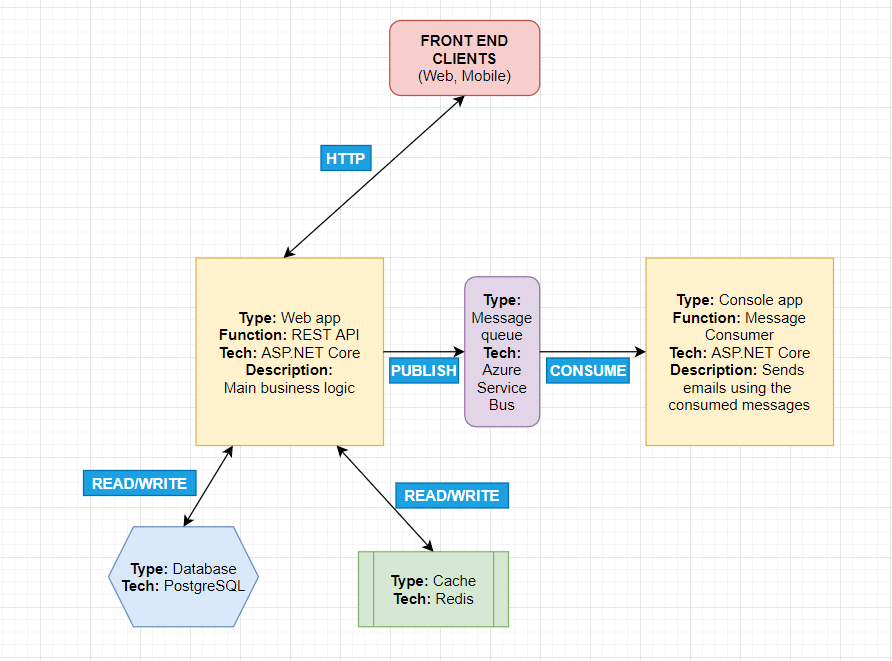 FRONT END
CLIENTS
(Web, Mobile)
HTTP
Type: Web app
Function: REST API
Tech: ASP.NET Core
Description:
Main business logic
PUBLISH
Type:
Message
queue
Tech:
Azure
Service
Bus
CONSUME
Type: Console app
Function: Message
Consumer
Tech: ASP.NET Core
Description: Sends
emails using the
consumed messages
READ/WRITE
READ/WRITE
Type: Database
Tech: PostgreSQL
Type: Cache
Tech: Redis